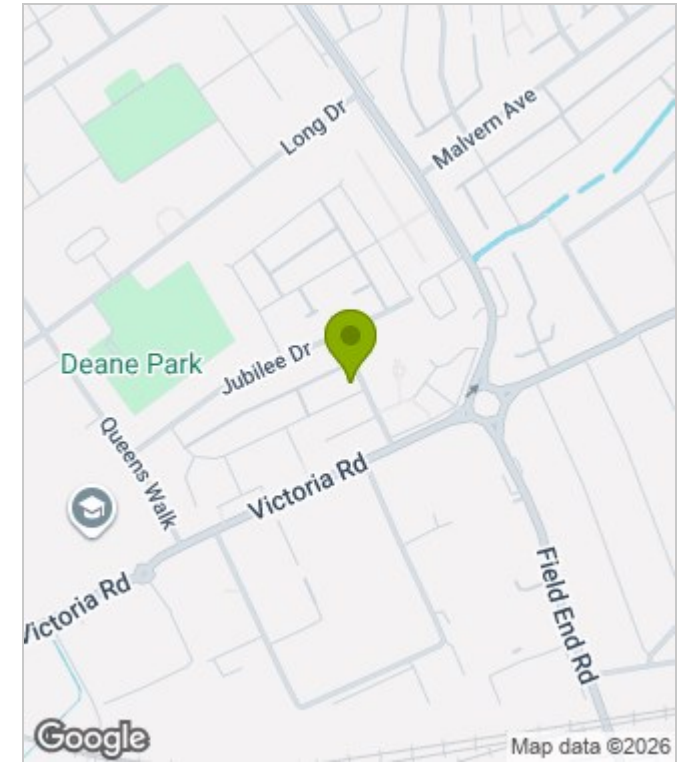 Long Dr
Malvern Ave
Deane Park
Jubilee Dr
Queens Walk
Victoria Rd
Victoria Rd
Field End Rd
Google
Map data ©2026